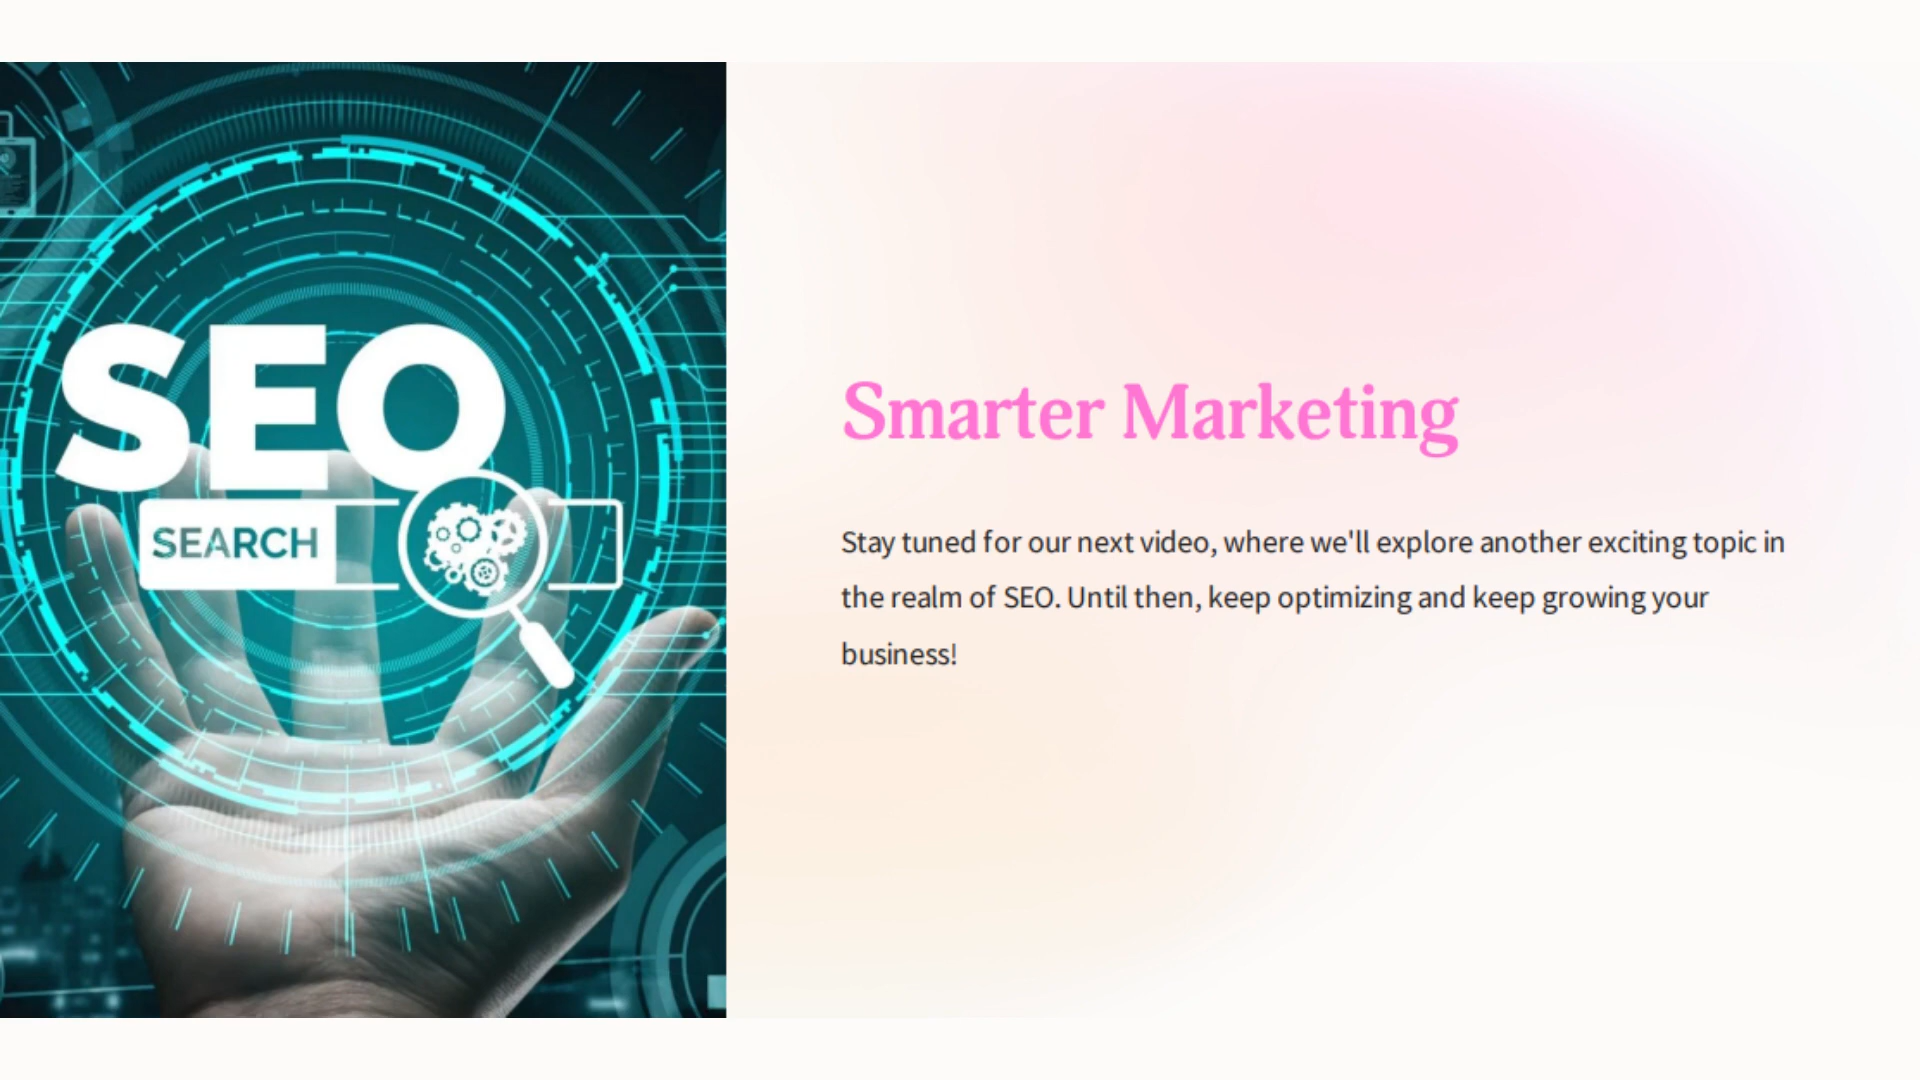 SEO
SEARCH
Smarter Marketing
Stay tuned for our next video, where we'll explore another exciting topic in
the realm of SEO. Until then, keep optimizing and keep growing your
business!